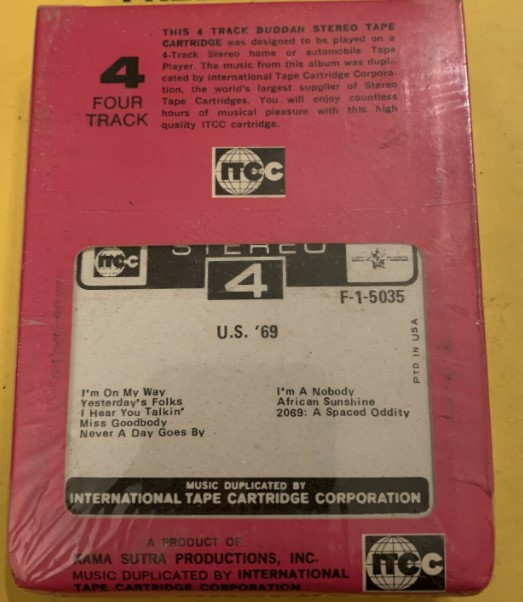 THIS 4 TRACK BUDDAH STEREO TAPE
CARTRIDGE was designed to be played on a
4-Track Stereo home or automobile Tape
Player. The music from this album was dupli-
cated by International Tape Cartridge Corpora-
tion, the world's largest supplier of Stereo
Tape Cartridges. You will enjoy countless
hours of musical pleasure with this high
quality ITCC cartridge.
4
FOUR
TRACK
ITCC
ITCC
STEREO
4
F-1-5035
U.S. '69
PTD IN USA
I'm On My Way
Yesterday's Folks
I Hear You Talkin'
Miss Goodbody
Never A Day Goes By
I'm A Nobody
African Sunshine
2069: A Spaced Oddity
MUSIC DUPLICATED BY
INTERNATIONAL TAPE CARTRIDGE CORPORATION
A PRODUCT OF
KAMA SUTRA PRODUCTIONS, INC.
MUSIC DUPLICATED BY INTERNATIONAL
TAPE CARTRIDGE CORPORATION
ITCC